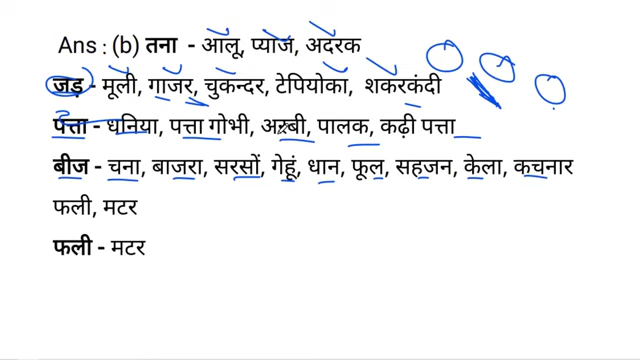 Ans : (b) तना - आलू, प्याज, अदरक
जड़ - मूली, गाजर, चुकन्दर, टेपियोका, शकरकंदी
पत्ता - धनिया, पत्ता गोभी, अरबी, पालक, कढ़ी पत्ता
बीज - चना, बाजरा, सरसों, गेहूं, धान, फूल, सहजन, केला, कचनार
फली, मटर
फली - मटर